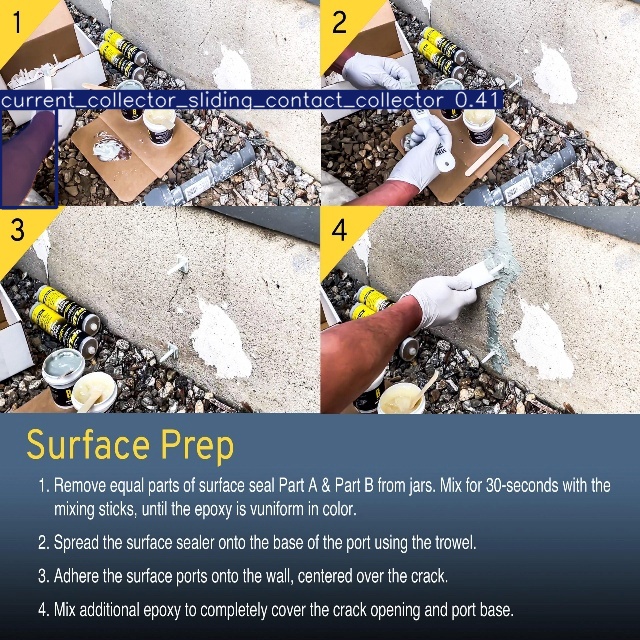 1
2
current_collector_sliding_contact_collector 0.41
3
4
Surface Prep
1. Remove equal parts of surface seal Part A & Part B from jars. Mix for 30-seconds with the
mixing sticks, until the epoxy is vuniform in color.
2. Spread the surface sealer onto the base of the port using the trowel.
3. Adhere the surface ports onto the wall, centered over the crack.
4. Mix additional epoxy to completely cover the crack opening and port base.